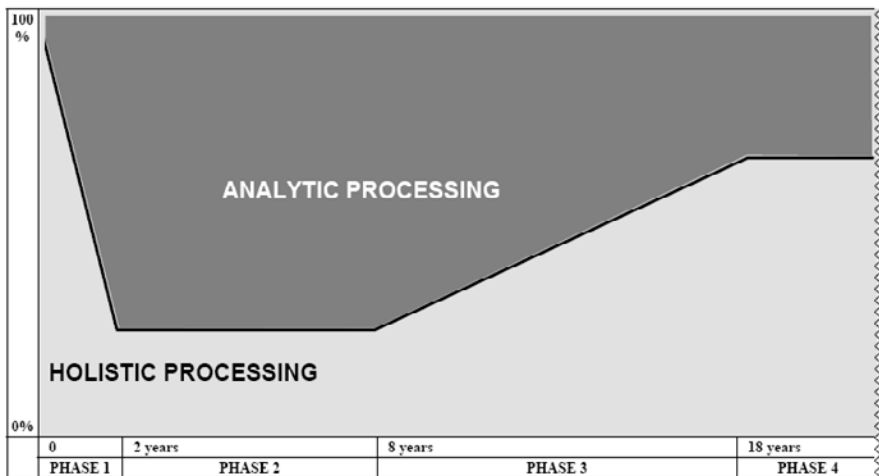 100
%
ANALYTIC PROCESSING
HOLISTIC PROCESSING
0%
0 2 years 8 years 18 years
PHASE 1 PHASE 2 PHASE 3 PHASE 4